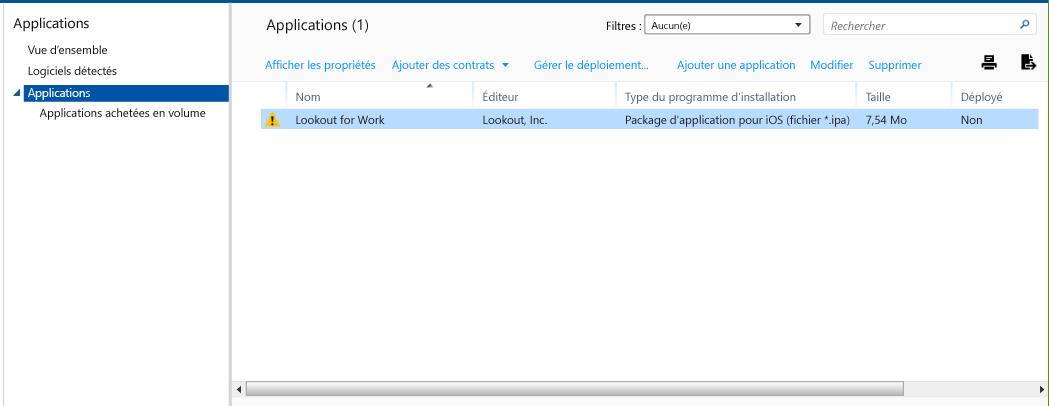 Applications
Vue d'ensemble
Logiciels détectés
Applications
Applications achetées en volume
Applications (1)
Filtres : Aucun(e)
Rechercher
Afficher les propriétés Ajouter des contrats Gérer le déploiement... Ajouter une application Modifier Supprimer
Nom Éditeur Type du programme d'installation Taille Déployé
Lookout for Work Lookout, Inc. Package d'application pour iOS (fichier *.ipa) 7,54 Mo Non